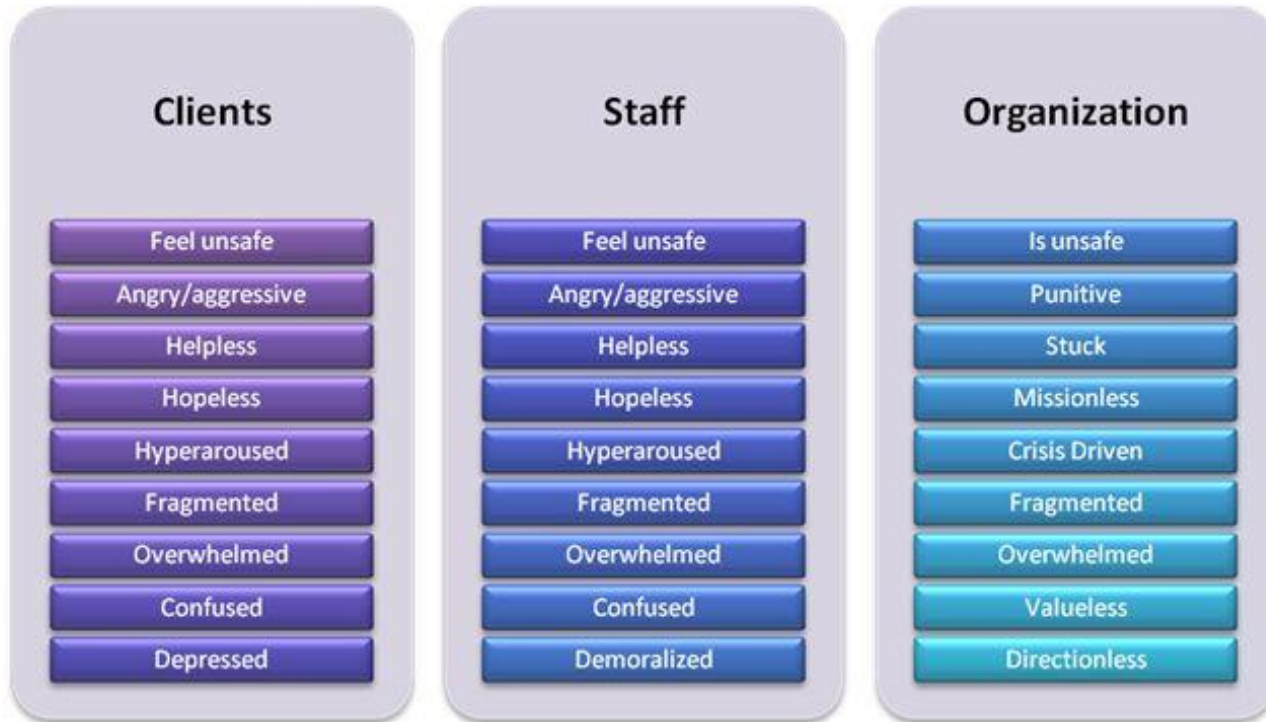 Clients
Feel unsafe
Angry/aggressive
Helpless
Hopeless
Hyperaroused
Fragmented
Overwhelmed
Confused
Depressed
Staff
Feel unsafe
Angry/aggressive
Helpless
Hopeless
Hyperaroused
Fragmented
Overwhelmed
Confused
Demoralized
Organization
Is unsafe
Punitive
Stuck
Missionless
Crisis Driven
Fragmented
Overwhelmed
Valueless
Directionless